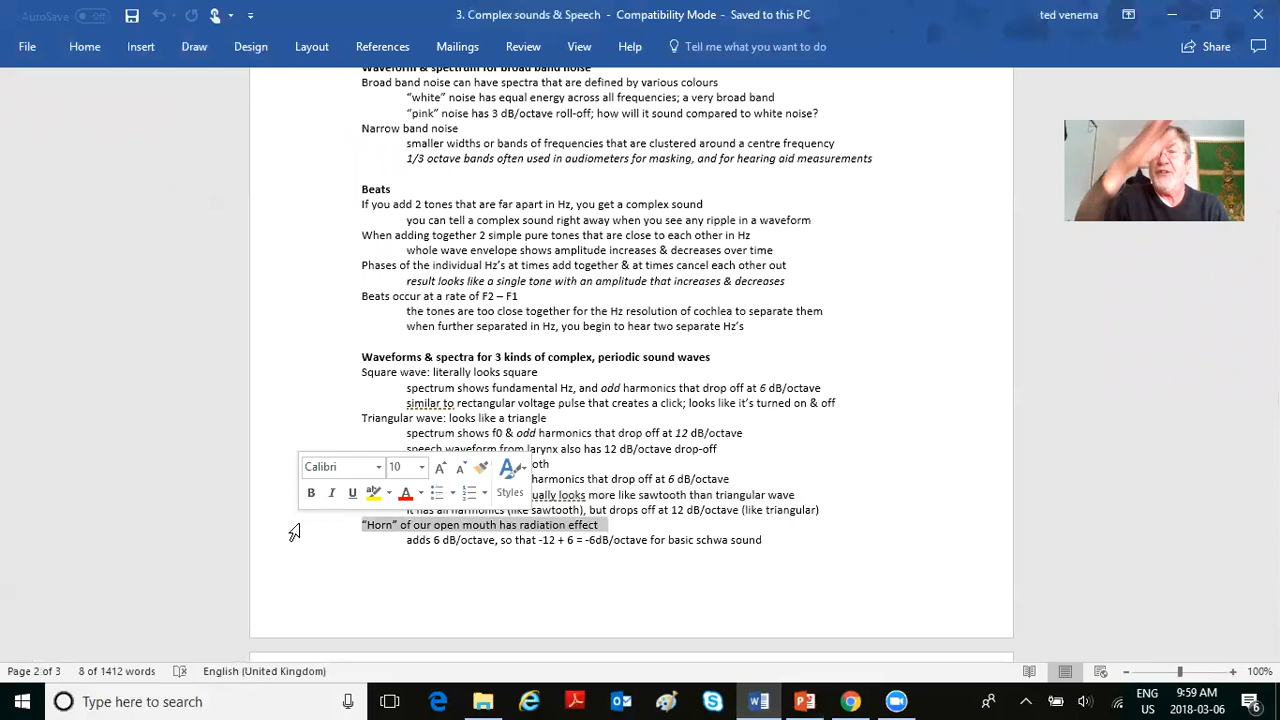 AutoSave
Off
3. Complex sounds & Speech - Compatibility Mode - Saved to this PC
ted venema
File Home Insert Draw Design Layout References Mailings Review View Help Tell me what you want to do
Share
Waveform & spectrum for broad band noise
Broad band noise can have spectra that are defined by various colours
“white” noise has equal energy across all frequencies; a very broad band
“pink” noise has 3 dB/octave roll-off; how will it sound compared to white noise?
Narrow band noise
smaller widths or bands of frequencies that are clustered around a centre frequency
1/3 octave bands often used in audiometers for masking, and for hearing aid measurements
Beats
If you add 2 tones that are far apart in Hz, you get a complex sound
you can tell a complex sound right away when you see any ripple in a waveform
When adding together 2 simple pure tones that are close to each other in Hz
whole wave envelope shows amplitude increases & decreases over time
Phases of the individual Hz’s at times add together & at times cancel each other out
result looks like a single tone with an amplitude that increases & decreases
Beats occur at a rate of F2 – F1
the tones are too close together for the Hz resolution of cochlea to separate them
when further separated in Hz, you begin to hear two separate Hz’s
Waveforms & spectra for 3 kinds of complex, periodic sound waves
Square wave: literally looks square
spectrum shows fundamental Hz, and odd harmonics that drop off at 6 dB/octave
similar to rectangular voltage pulse that creates a click; looks like it’s turned on & off
Triangular wave: looks like a triangle
spectrum shows f0 & odd harmonics that drop off at 12 dB/octave
speech waveform from larynx also has 12 dB/octave drop-off
oth
harmonics that drop off at 6 dB/octave
ually looks more like sawtooth than triangular wave
it has all harmonics (like sawtooth), but drops off at 12 dB/octave (like triangular)
“Horn” of our open mouth has radiation effect
adds 6 dB/octave, so that -12 + 6 = -6dB/octave for basic schwa sound
Calibri 10
B I U A Styles
Page 2 of 3 8 of 1412 words English (United Kingdom) 100%
Type here to search
ENG
US
9:59 AM
2018-03-06
6